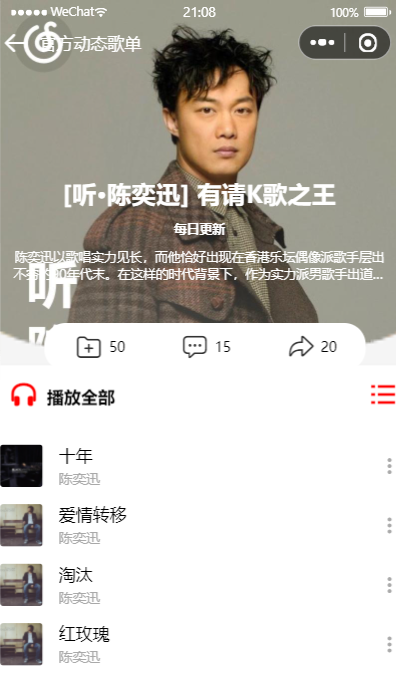 WeChat
21:08
100%
官方动态歌单
[听·陈奕迅] 有请K歌之王
每日更新
陈奕迅以歌唱实力见长，而他恰好出现在香港乐坛偶像派歌手层出
不穷的90年代末。在这样的时代背景下，作为实力派男歌手出道...
听
50
15
20
播放全部
十年
陈奕迅
爱情转移
陈奕迅
淘汰
陈奕迅
红玫瑰
陈奕迅